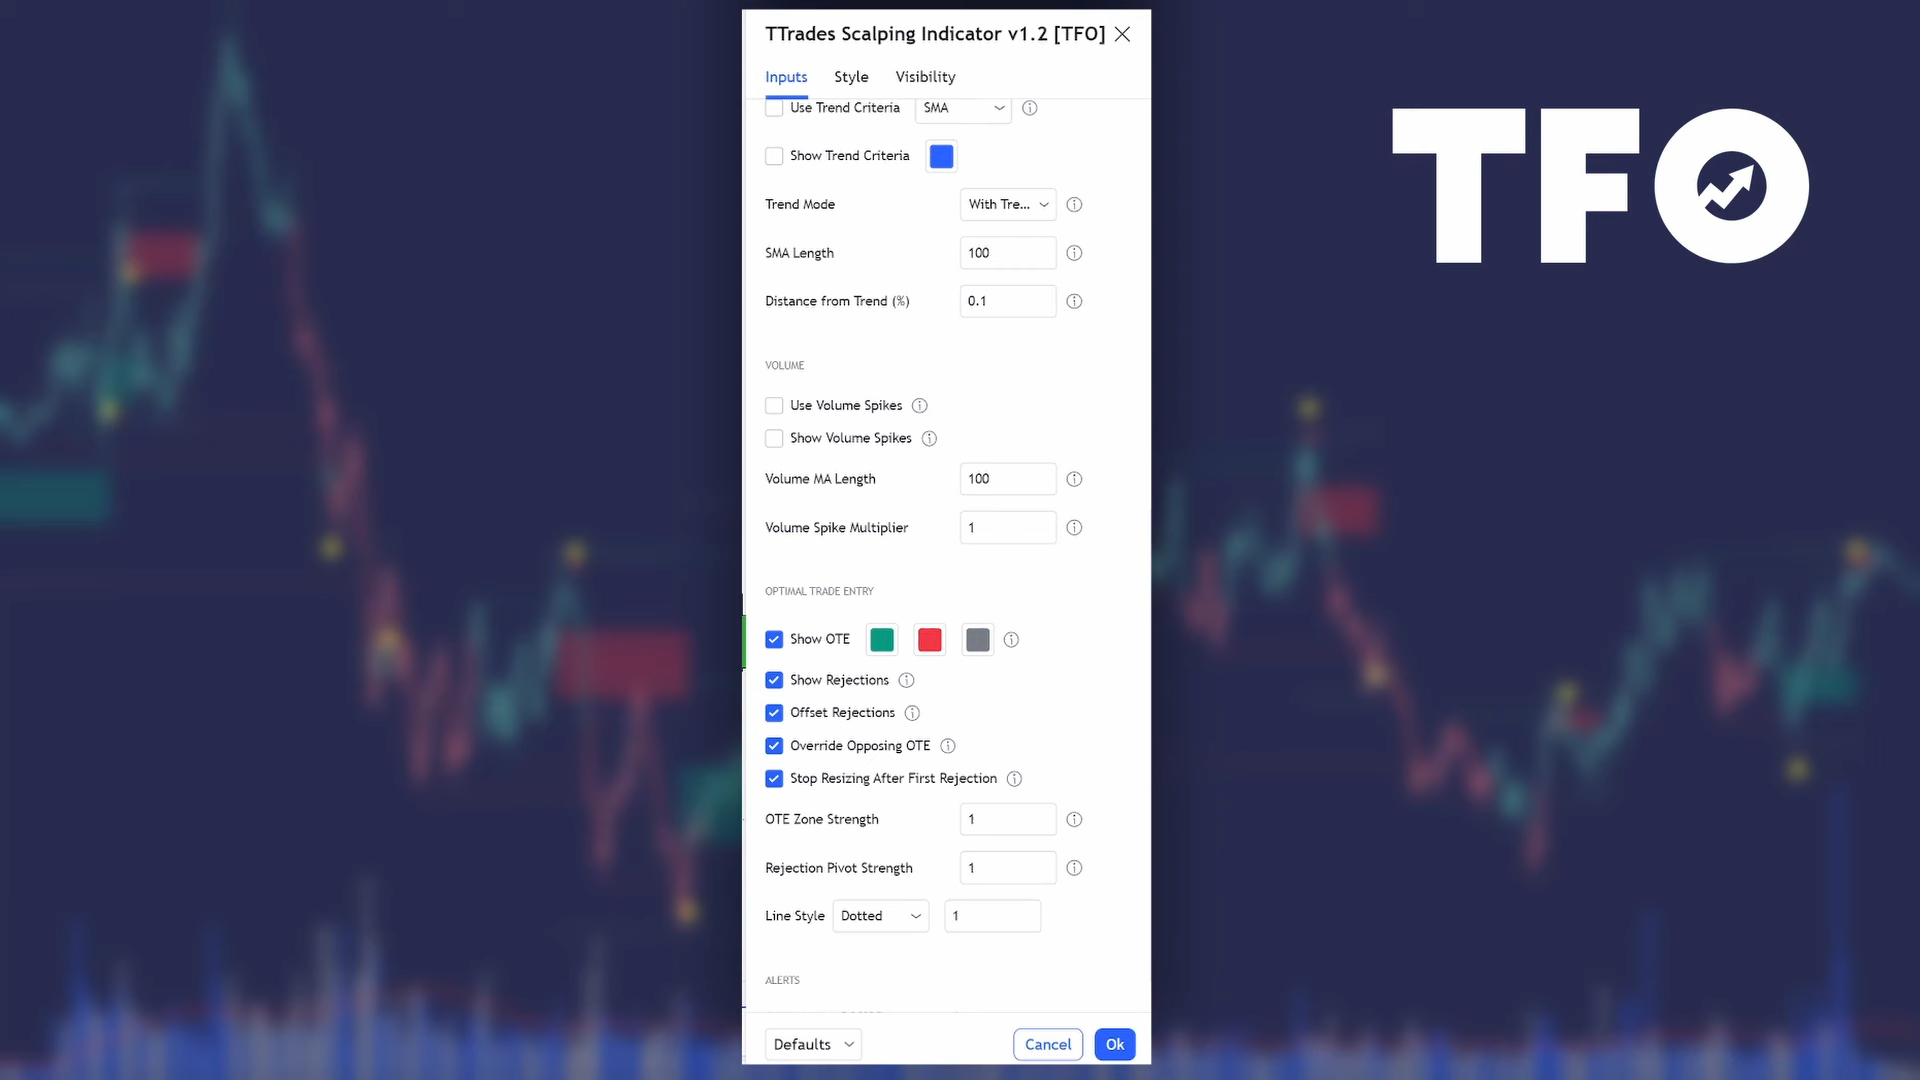 TTrades Scalping Indicator v1.2 [TFO]
Inputs Style Visibility
Use Trend Criteria SMA
Show Trend Criteria
Trend Mode With Tre...
SMA Length 100
Distance from Trend (%) 0.1
VOLUME
Use Volume Spikes
Show Volume Spikes
Volume MA Length 100
Volume Spike Multiplier 1
OPTIMAL TRADE ENTRY
Show OTE
Show Rejections
Offset Rejections
Override Opposing OTE
Stop Resizing After First Rejection
OTE Zone Strength 1
Rejection Pivot Strength 1
Line Style Dotted 1
ALERTS
Defaults Cancel Ok
TFO